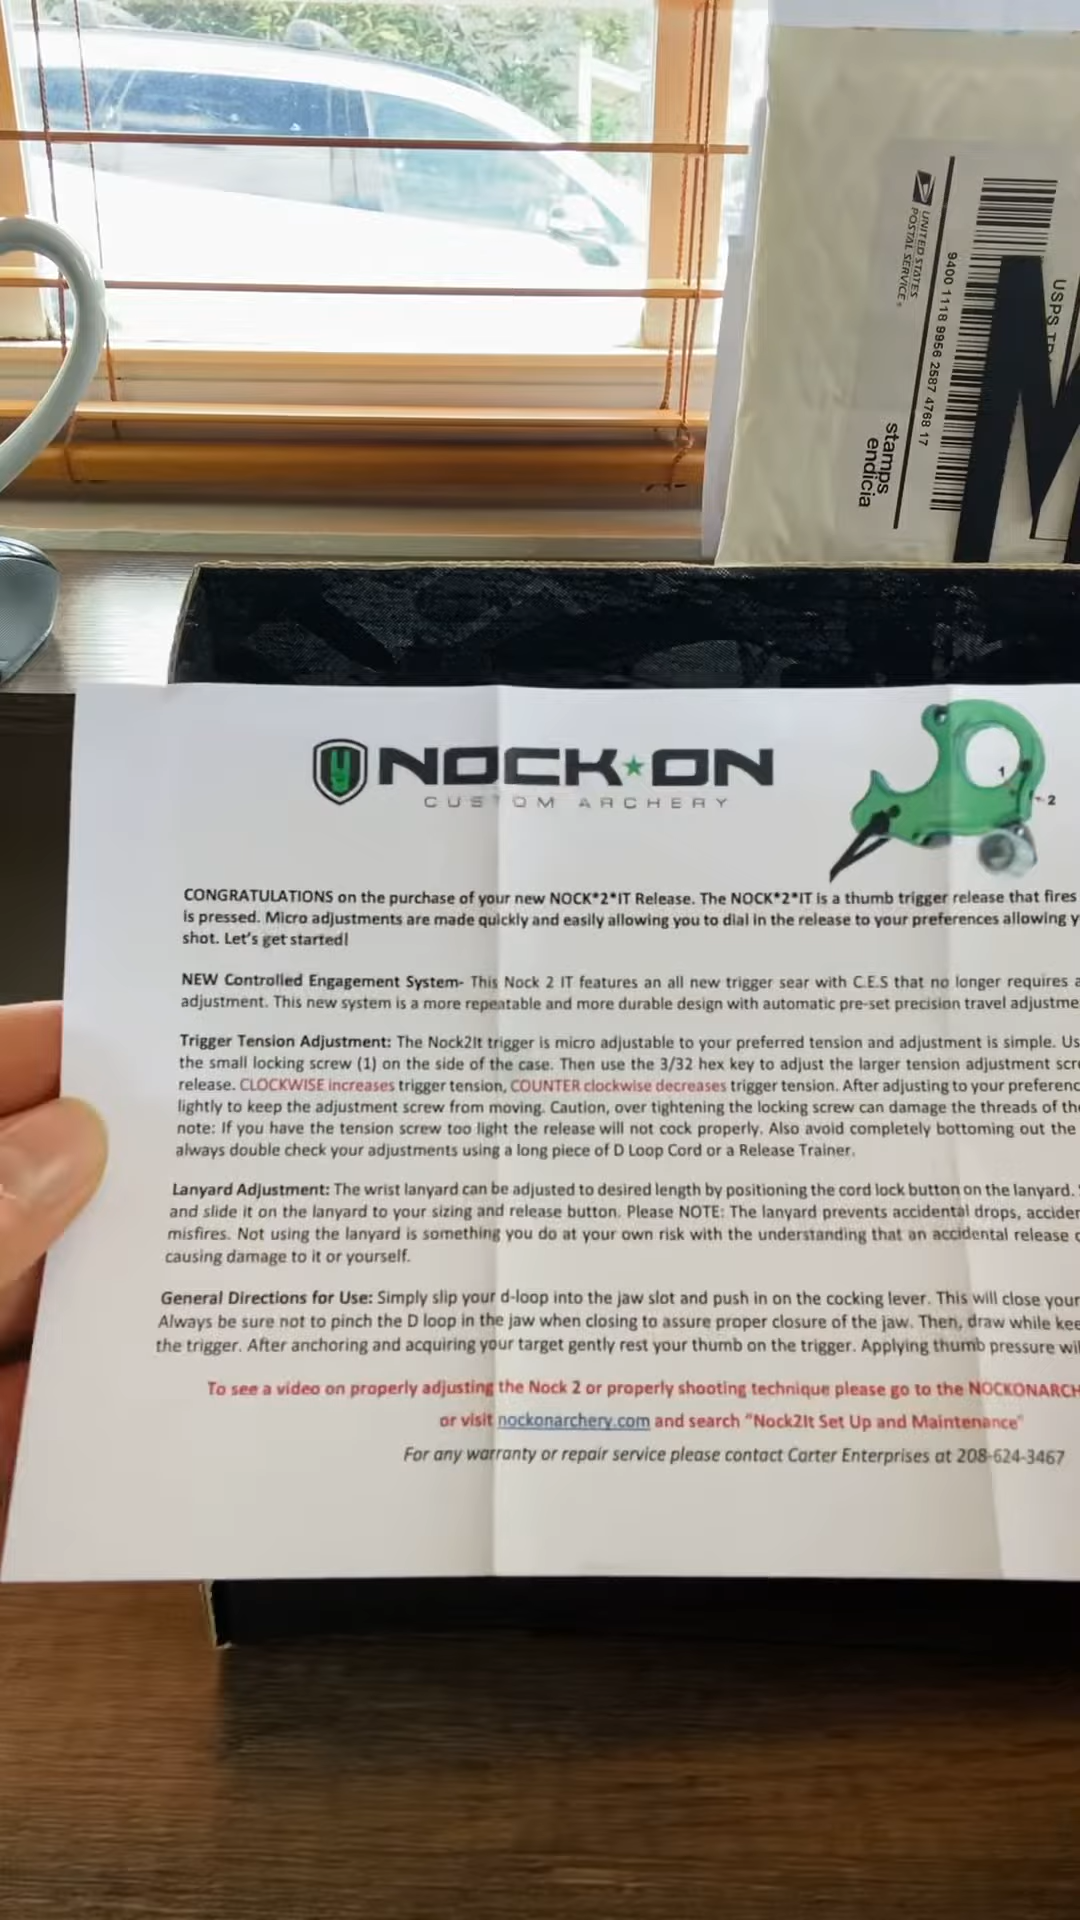 UNITED STATES
POSTAL SERVICE
9400 1118 9956 2587 4768 17
stamps
endicia
NOCK★ON
CUSTOM ARCHERY
1
2
CONGRATULATIONS on the purchase of your new NOCK*2*IT Release. The NOCK*2*IT is a thumb trigger release that fires
is pressed. Micro adjustments are made quickly and easily allowing you to dial in the release to your preferences allowing
shot. Let's get started!
NEW Controlled Engagement System- This Nock 2 IT features an all new trigger sear with C.E.S that no longer requires
adjustment. This new system is a more repeatable and more durable design with automatic pre-set precision travel
Trigger Tension Adjustment: The Nock2It trigger is micro adjustable to your preferred tension and adjustment is simple.
the small locking screw (1) on the side of the case. Then use the 3/32 hex key to adjust the larger tension adjustment
release. CLOCKWISE increases trigger tension, COUNTER clockwise decreases trigger tension. After adjusting to your
lightly to keep the adjustment screw from moving. Caution, over tightening the locking screw can damage the threads of
note: If you have the tension screw too light the release will not cock properly. Also avoid completely bottoming out the
always double check your adjustments using a long piece of D Loop Cord or a Release Trainer.
Lanyard Adjustment: The wrist lanyard can be adjusted to desired length by positioning the cord lock button on the lanyard.
and slide it on the lanyard to your sizing and release button. Please NOTE: The lanyard prevents accidental drops,
misfires. Not using the lanyard is something you do at your own risk with the understanding that an accidental release
causing damage to it or yourself.
General Directions for Use: Simply slip your d-loop into the jaw slot and push in on the cocking lever. This will close your
Always be sure not to pinch the D loop in the jaw when closing to assure proper closure of the jaw. Then, draw while
the trigger. After anchoring and acquiring your target gently rest your thumb on the trigger. Applying thumb pressure
To see a video on properly adjusting the Nock 2 or properly shooting technique please go to the NOCKONARCH
or visit nockonarchery.com and search "Nock2It Set Up and Maintenance"
For any warranty or repair service please contact Carter Enterprises at 208-624-3467